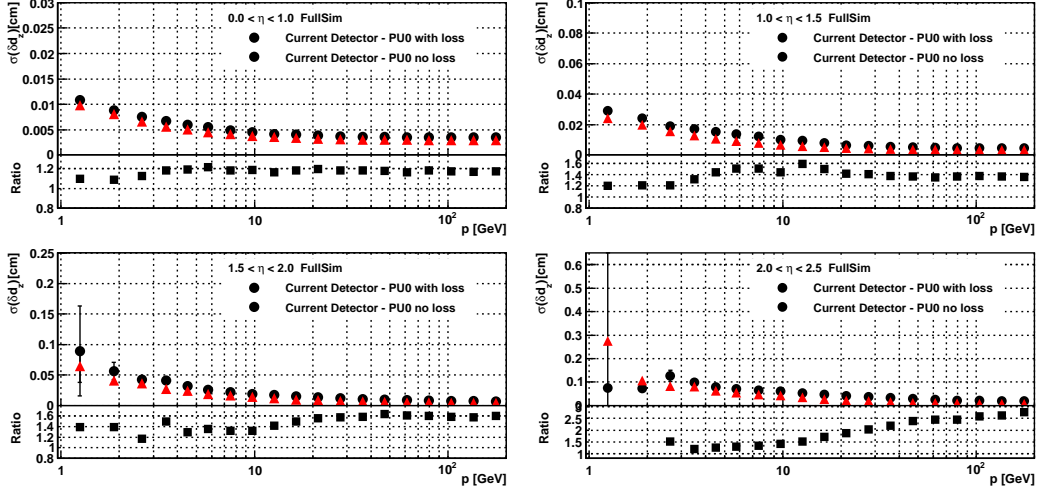 0.03
0.025
0.02
0.015
0.01
0.005
0
σ(δd_z)[cm]
0.0 < η < 1.0 FullSim
Current Detector - PU0 with loss
Current Detector - PU0 no loss
Ratio
1.2
1
0.8
1
10
10²
p [GeV]
0.1
0.08
0.06
0.04
0.02
0
σ(δd_z)[cm]
1.0 < η < 1.5 FullSim
Current Detector - PU0 with loss
Current Detector - PU0 no loss
Ratio
1.6
1.4
1.2
1
0.8
1
10
10²
p [GeV]
0.25
0.2
0.15
0.1
0.05
0
σ(δd_z)[cm]
1.5 < η < 2.0 FullSim
Current Detector - PU0 with loss
Current Detector - PU0 no loss
Ratio
1.6
1.4
1.2
1
0.8
1
10
10²
p [GeV]
0.6
0.5
0.4
0.3
0.2
0.1
σ(δd_z)[cm]
2.0 < η < 2.5 FullSim
Current Detector - PU0 with loss
Current Detector - PU0 no loss
Ratio
2.5
2
1.5
1
1
10
10²
p [GeV]